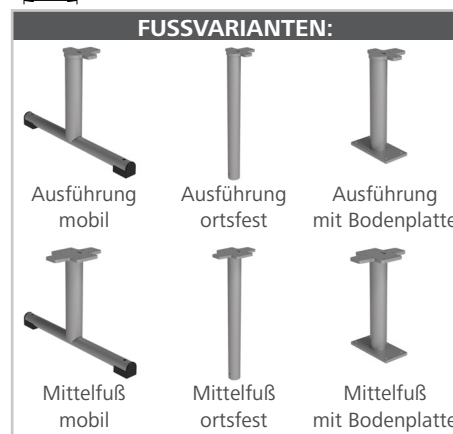 FUSSVARIANTEN:
Ausführung Ausführung Ausführung
mobil ortsfest mit Bodenplatte
Mittelfuß Mittelfuß Mittelfuß
mobil ortsfest mit Bodenplatte